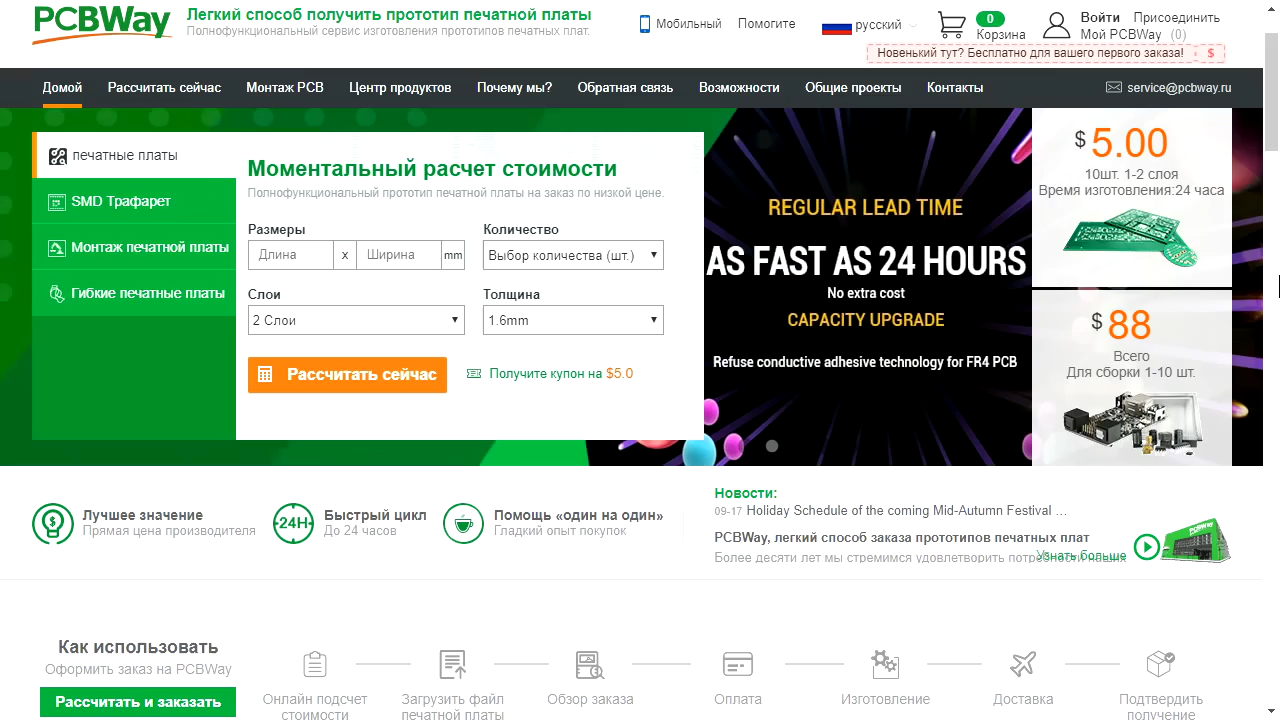 PCBWay
Легкий способ получить прототип печатной платы
Полнофункциональный сервис изготовления прототипов печатных плат.
Мобильный
Помогите
русский
0
Корзина
Войти Присоединить
Мой PCBWay (0)
Новенький тут? Бесплатно для вашего первого заказа! $
Домой
Рассчитать сейчас
Монтаж PCB
Центр продуктов
Почему мы?
Обратная связь
Возможности
Общие проекты
Контакты
service@pcbway.ru
печатные платы
SMD Трафарет
Монтаж печатной платы
Гибкие печатные платы
Моментальный расчет стоимости
Полнофункциональный прототип печатной платы на заказ по низкой цене.
Размеры
Количество
Длина x Ширина mm
Выбор количества (шт.)
Слои
Толщина
2 Слои
1.6mm
Рассчитать сейчас
Получите купон на $5.0
REGULAR LEAD TIME
AS FAST AS 24 HOURS
No extra cost
CAPACITY UPGRADE
Refuse conductive adhesive technology for FR4 PCB
$ 5.00
10шт. 1-2 слоя
Время изготовления:24 часа
$ 88
Всего
Для сборки 1-10 шт.
Лучшее значение
Прямая цена производителя
24H
Быстрый цикл
До 24 часов
Помощь «один на один»
Гладкий опыт покупок
Новости:
09-17 Holiday Schedule of the coming Mid-Autumn Festival ...
PCBWay, легкий способ заказа прототипов печатных плат
Более десяти лет мы стремимся удовлетворить потребности наших
Узнать больше
PCBWay
Как использовать
Оформить заказ на PCBWay
Рассчитать и заказать
Онлайн подсчет
стоимости
Загрузить файл
печатной платы
Обзор заказа
Оплата
Изготовление
Доставка
Подтвердить
получение